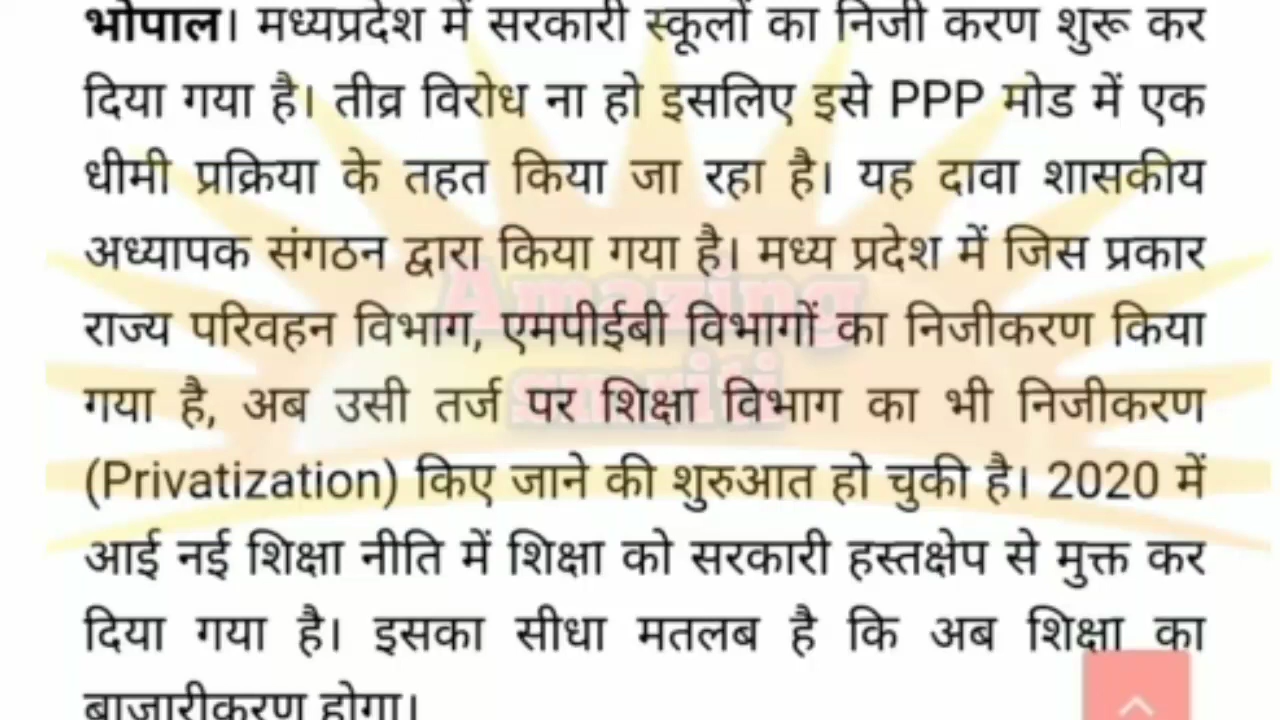 भोपाल। मध्यप्रदेश में सरकारी स्कूलों का निजी करण शुरू कर
दिया गया है। तीव्र विरोध ना हो इसलिए इसे PPP मोड में एक
धीमी प्रक्रिया के तहत किया जा रहा है। यह दावा शासकीय
अध्यापक संगठन द्वारा किया गया है। मध्य प्रदेश में जिस प्रकार
Amazing
राज्य परिवहन विभाग, एमपीईबी विभागों का निजीकरण किया
smriti
गया है, अब उसी तर्ज पर शिक्षा विभाग का भी निजीकरण
(Privatization) किए जाने की शुरुआत हो चुकी है। 2020 में
आई नई शिक्षा नीति में शिक्षा को सरकारी हस्तक्षेप से मुक्त कर
दिया गया है। इसका सीधा मतलब है कि अब शिक्षा का
बाजारीकरण होगा।